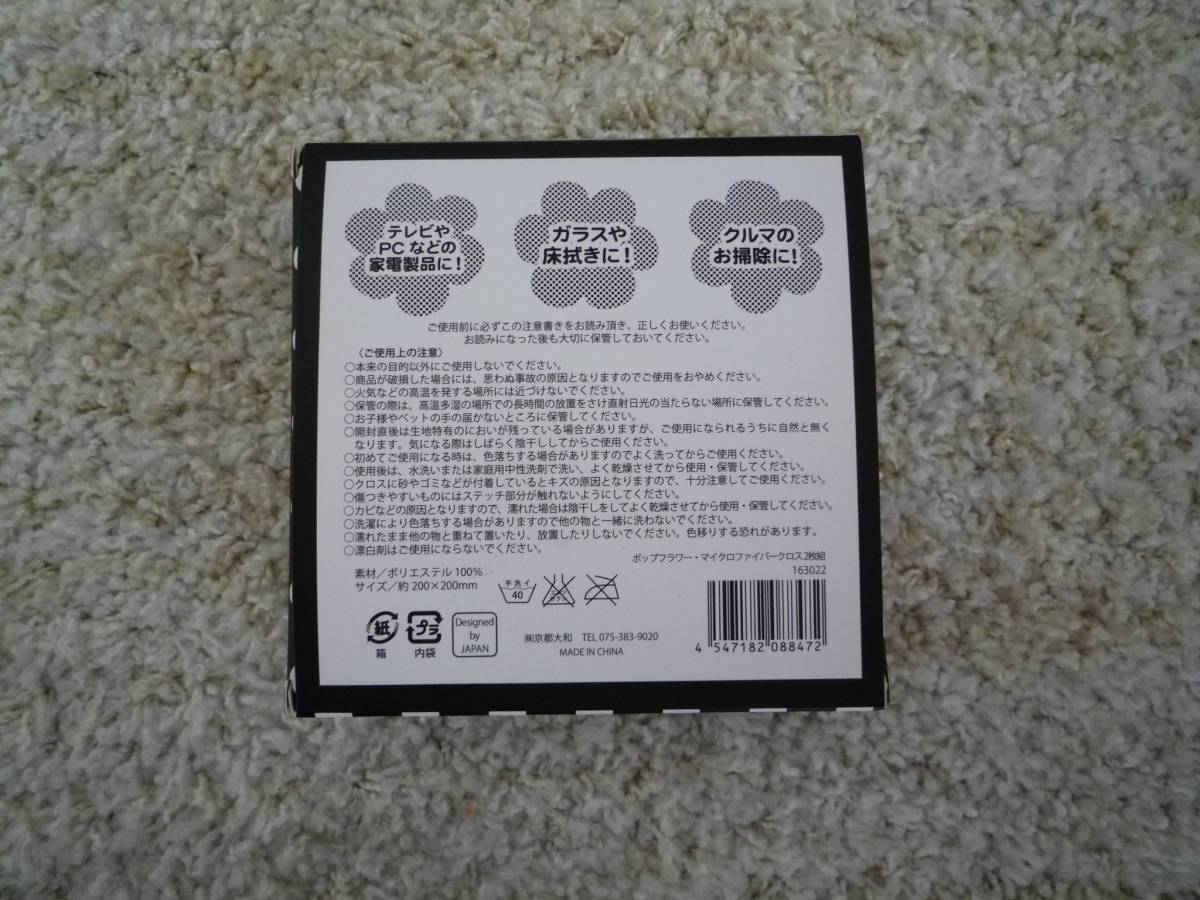 テレビや
PCなどの
家電製品に!
ガラスや
床拭きに!
クルマの
お掃除に!
ご使用前に必ずこの注意書きをお読み頂き、正しくお使いください。
お読みになった後も大切に保管しておいてください。
〈ご使用上の注意〉
○本来の目的以外にご使用しないでください。
○商品が破損した場合には、思わぬ事故の原因となりますのでご使用をおやめください。
○火気などの高温を発する場所には近づけないでください。
○保管の際は、高温多湿の場所での長時間の放置をさけ直射日光の当たらない場所に保管してください。
○お子様やペットの手の届かないところに保管してください。
○開封直後は生地特有のにおいが残っている場合がありますが、ご使用になられるうちに自然と無く
なります。気になる際はしばらく陰干ししてからご使用ください。
○初めてご使用になる時は、色落ちする場合がありますのでよく洗ってからご使用ください。
○使用後は、水洗いまたは家庭用中性洗剤で洗い、よく乾燥させてから使用・保管してください。
○クロスに砂やゴミなどが付着しているとキズの原因となりますので、十分注意してご使用ください。
○傷つきやすいものにはステッチ部分が触れないようにしてください。
○カビなどの原因となりますので、濡れた場合は陰干しをしてよく乾燥させてから使用・保管してください。
○洗濯により色落ちする場合がありますので他の物と一緒に洗わないでください。
○濡れたまま他の物と重ねて置いたり、放置したりしないでください。色移りする恐れがあります。
○漂白剤はご使用にならないでください。
ポップフラワー・マイクロファイバークロス2枚組
163022
素材/ポリエステル100%
サイズ/約200×200mm
手洗イ
40
エンソ
サラシ
紙
箱
プラ
内袋
Designed
by
JAPAN
㈱京都大和 TEL 075-383-9020
MADE IN CHINA
4 547182 088472